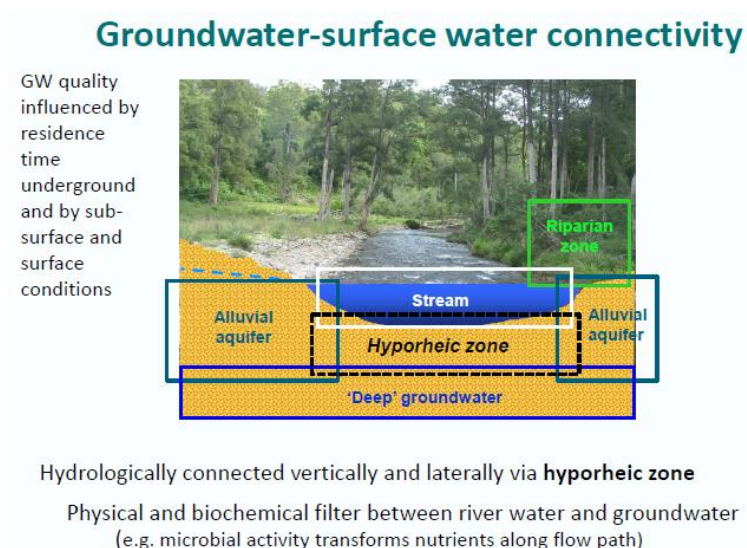 Groundwater-surface water connectivity
GW quality
influenced by
residence
time
underground
and by sub-
surface and
surface
conditions
Riparian
zone
Stream
Alluvial
aquifer
Alluvial
aquifer
Hyporheic zone
'Deep' groundwater
Hydrologically connected vertically and laterally via hyporheic zone
Physical and biochemical filter between river water and groundwater
(e.g. microbial activity transforms nutrients along flow path)